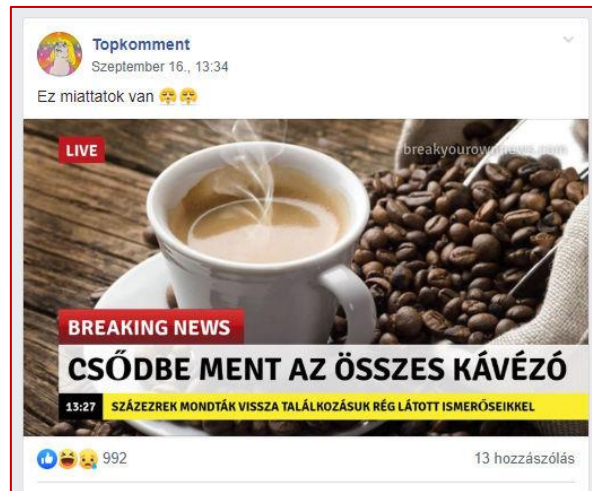 Topkomment
Szeptember 16., 13:34
Ez miattatok van 😤😤
LIVE
breakyourownnews.com
BREAKING NEWS
CSŐDBE MENT AZ ÖSSZES KÁVÉZÓ
13:27 SZÁZEZREK MONDTÁK VISSZA TALÁLKOZÁSUK RÉG LÁTOTT ISMERŐSEIKKEL
992
13 hozzászólás